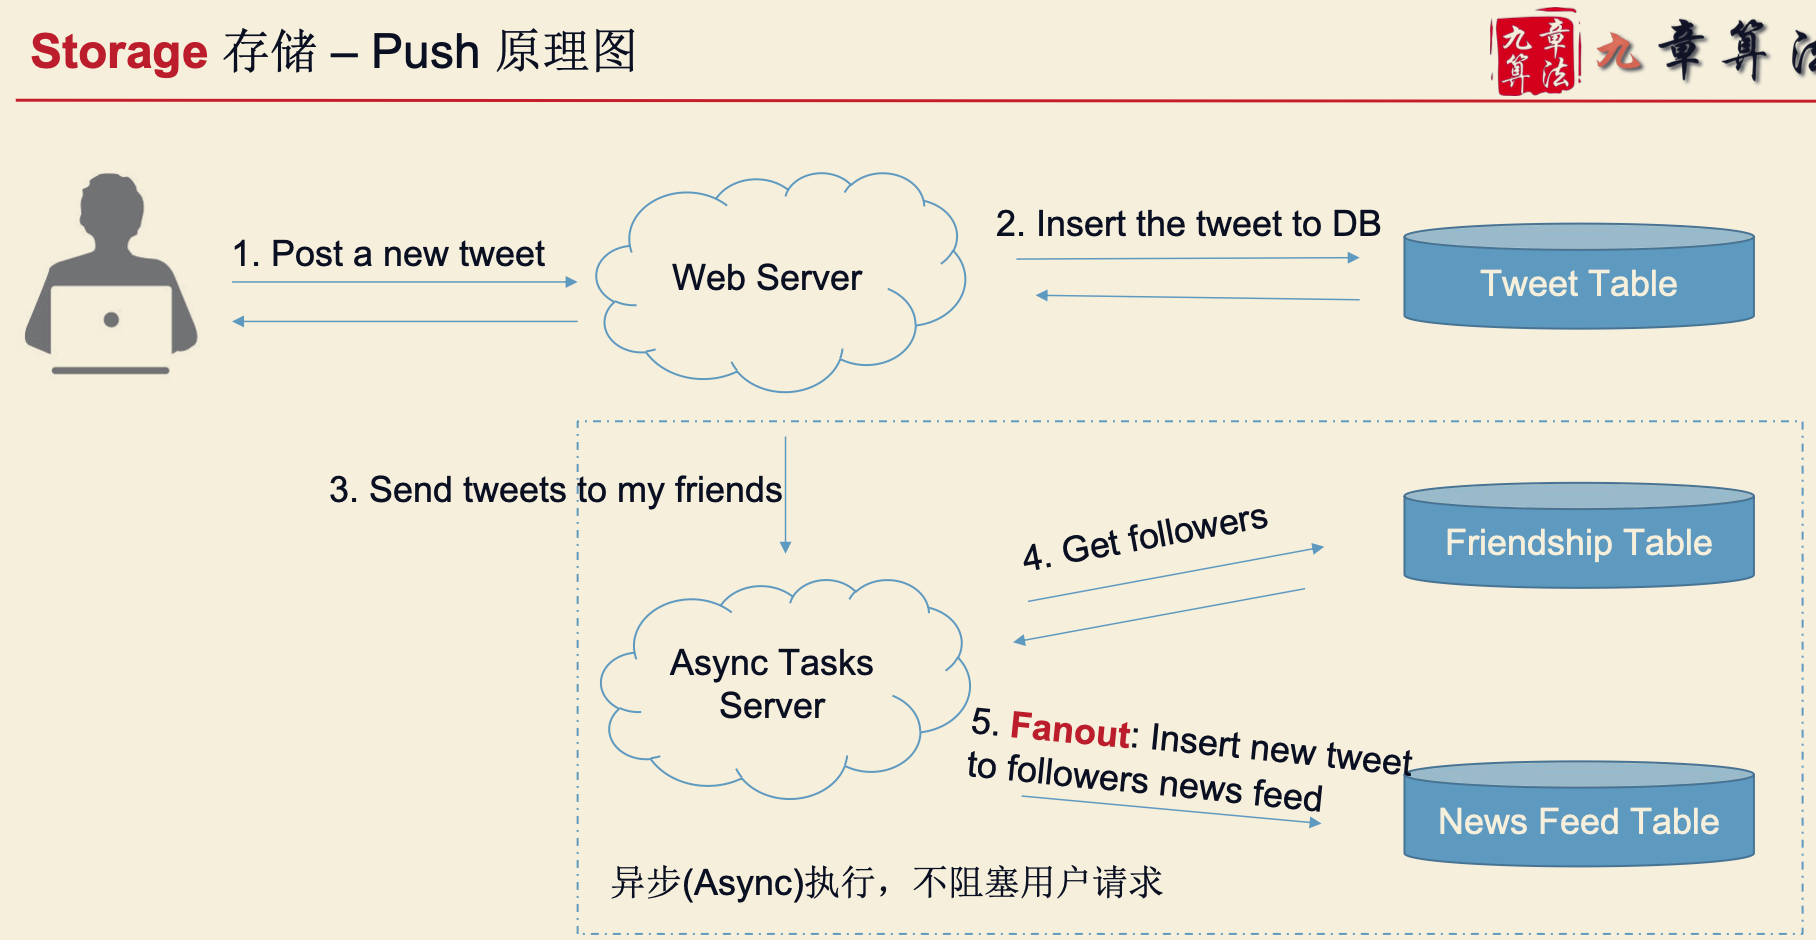 Storage 存储 – Push 原理图
九章
算法
九章算法
1. Post a new tweet
Web Server
2. Insert the tweet to DB
Tweet Table
3. Send tweets to my friends
4. Get followers
Friendship Table
Async Tasks
Server
5. Fanout: Insert new tweet
to followers news feed
News Feed Table
异步(Async)执行，不阻塞用户请求